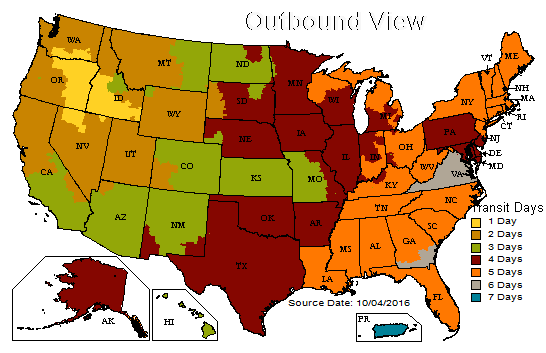 Outbound View
WA
OR
ID
MT
ND
MN
SD
WY
NV
UT
CO
CA
AZ
NM
NE
KS
OK
TX
IA
MO
AR
LA
WI
IL
MI
IN
OH
KY
TN
MS
AL
GA
FL
SC
NC
VA
WV
PA
NY
VT
ME
NH
MA
RI
CT
NJ
DE
MD
AK
HI
PR
Transit Days
1 Day
2 Days
3 Days
4 Days
5 Days
6 Days
7 Days
Source Date: 10/04/2016